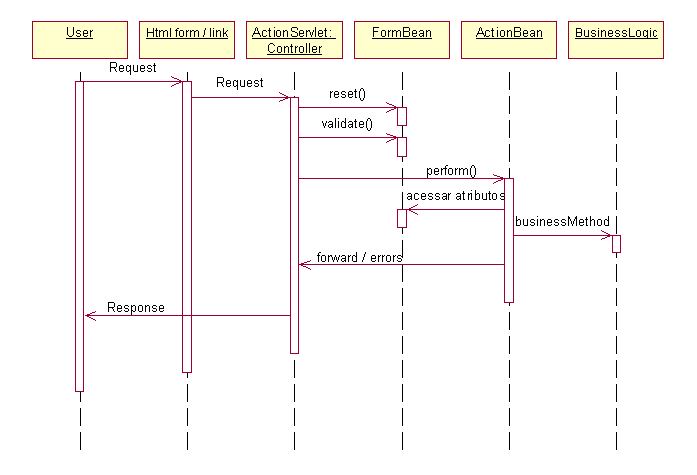 User
Html form / link
ActionServlet:
Controller
FormBean
ActionBean
BusinessLogic
Request
Request
reset()
validate()
perform()
acessar atributos
businessMethod
forward / errors
Response